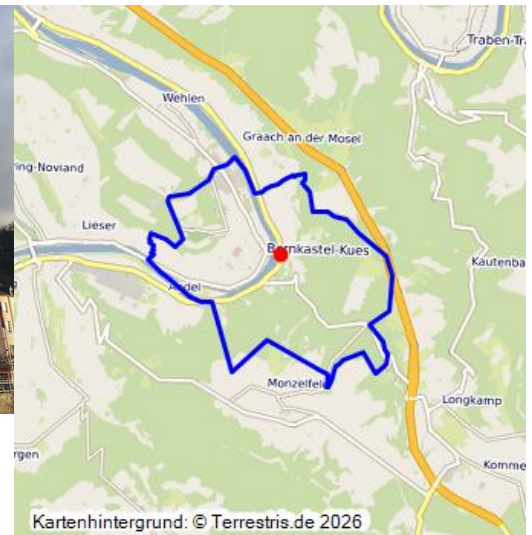 Traben-Tra
Wehlen
Graach an der Mosel
ring-Noviand
Lieser
Bernkastel-Kues
Kautenba
Andel
Monzelfeld
Longkamp
rgen
Komme
Kartenhintergrund: © Terrestris.de 2026